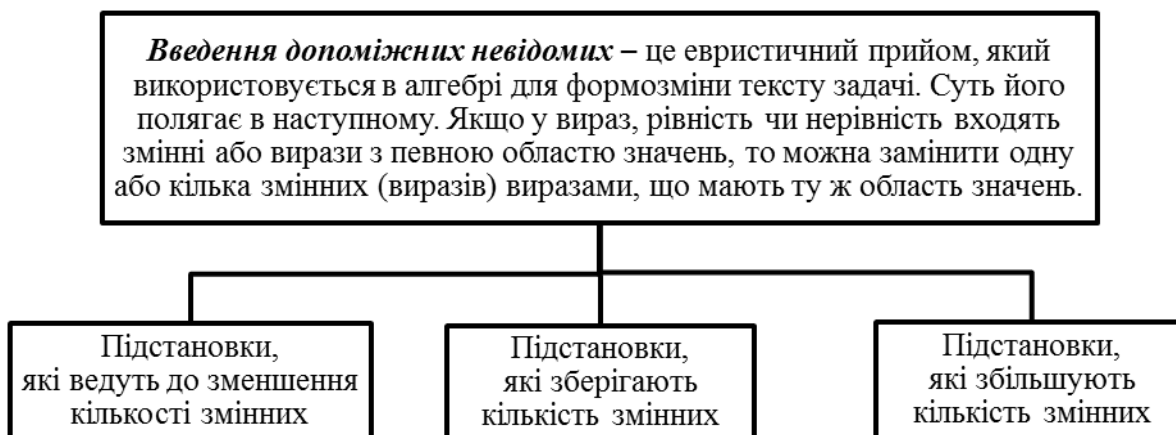 Введення допоміжних невідомих – це евристичний прийом, який
використовується в алгебрі для формозміни тексту задачі. Суть його
полягає в наступному. Якщо у вираз, рівність чи нерівність входять
змінні або вирази з певною областю значень, то можна замінити одну
або кілька змінних (виразів) виразами, що мають ту ж область значень.
Підстановки,
які ведуть до зменшення
кількості змінних
Підстановки,
які зберігають
кількість змінних
Підстановки,
які збільшують
кількість змінних